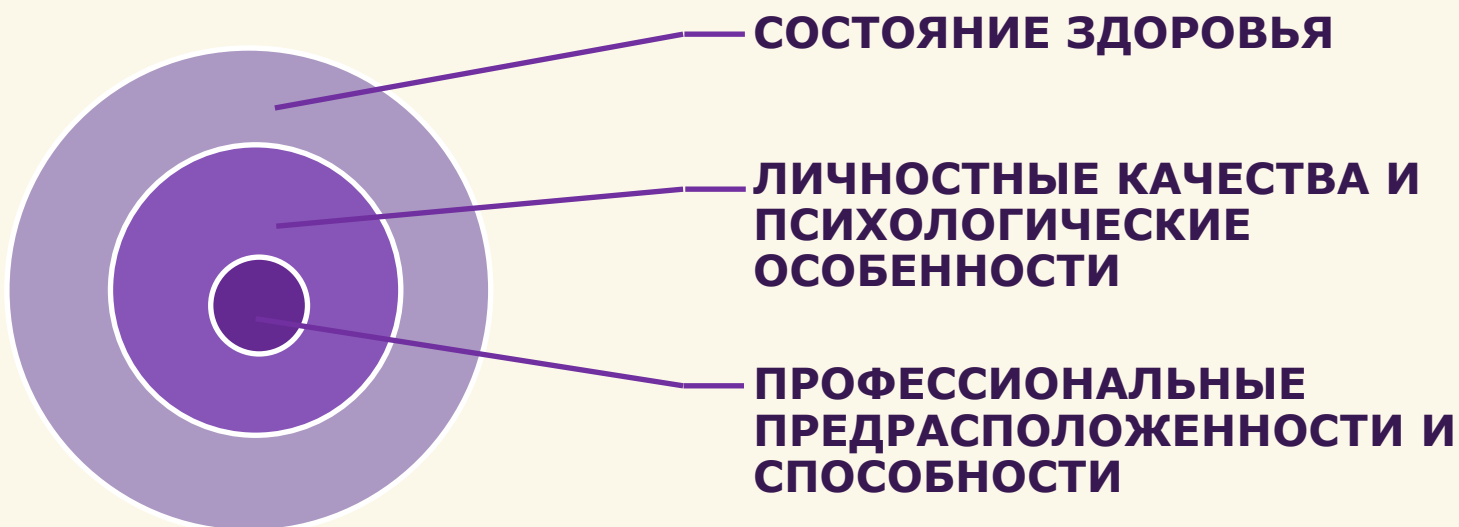 СОСТОЯНИЕ ЗДОРОВЬЯ
ЛИЧНОСТНЫЕ КАЧЕСТВА И
ПСИХОЛОГИЧЕСКИЕ
ОСОБЕННОСТИ
ПРОФЕССИОНАЛЬНЫЕ
ПРЕДРАСПОЛОЖЕННОСТИ И
СПОСОБНОСТИ